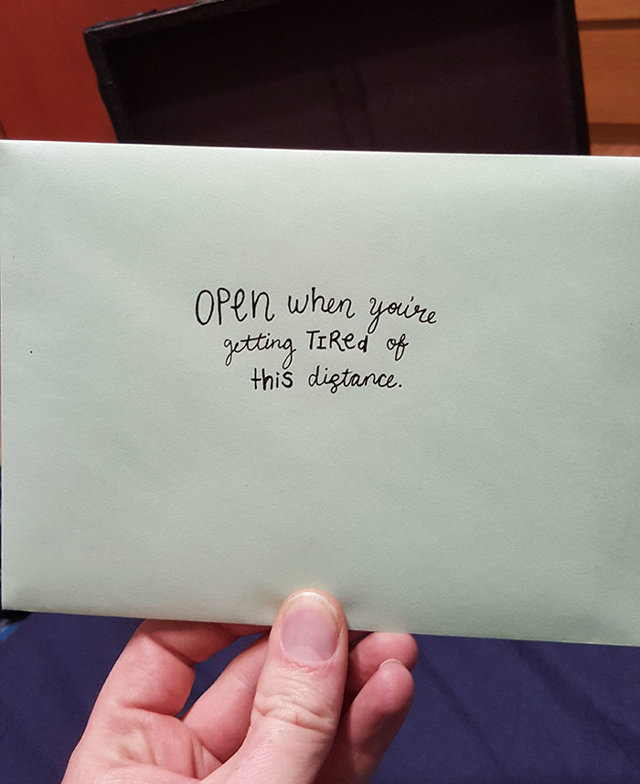 OPEN when you're
getting TIRED of
this distance.